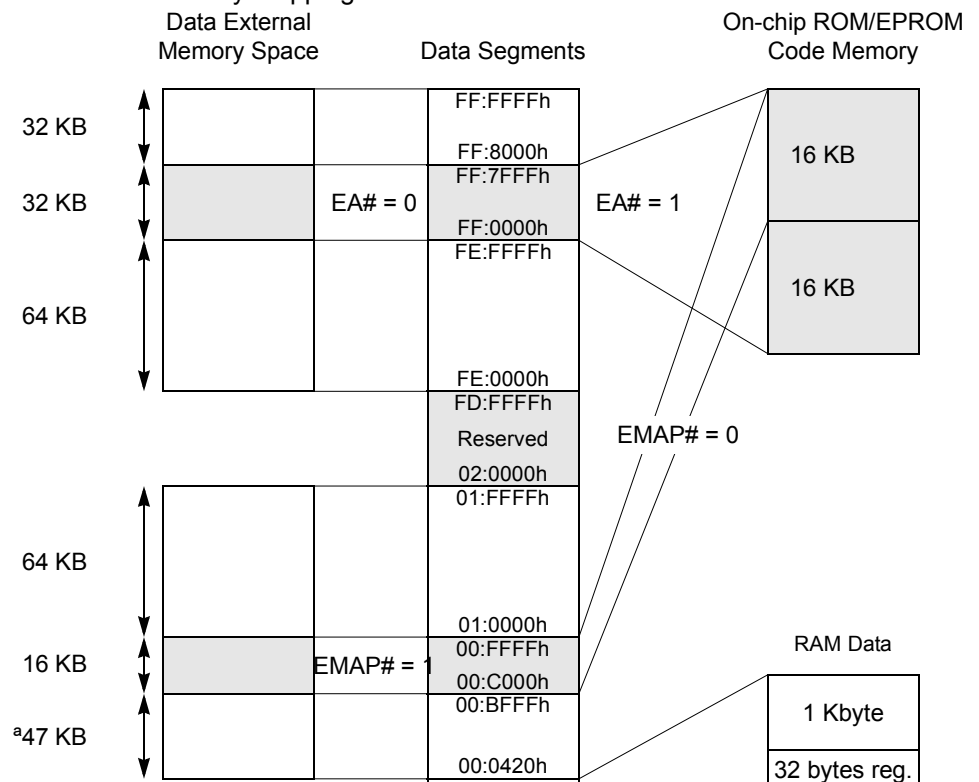 Data External
Memory Space
Data Segments
On-chip ROM/EPROM
Code Memory
32 KB
FF:FFFFh
FF:8000h
16 KB
32 KB
EA# = 0
FF:7FFFh
FF:0000h
EA# = 1
64 KB
FE:FFFFh
FE:0000h
16 KB
FD:FFFFh
Reserved
02:0000h
EMAP# = 0
64 KB
01:FFFFh
01:0000h
16 KB
EMAP# = 1
00:FFFFh
00:C000h
RAM Data
ª47 KB
00:BFFFh
00:0420h
1 Kbyte
32 bytes reg.